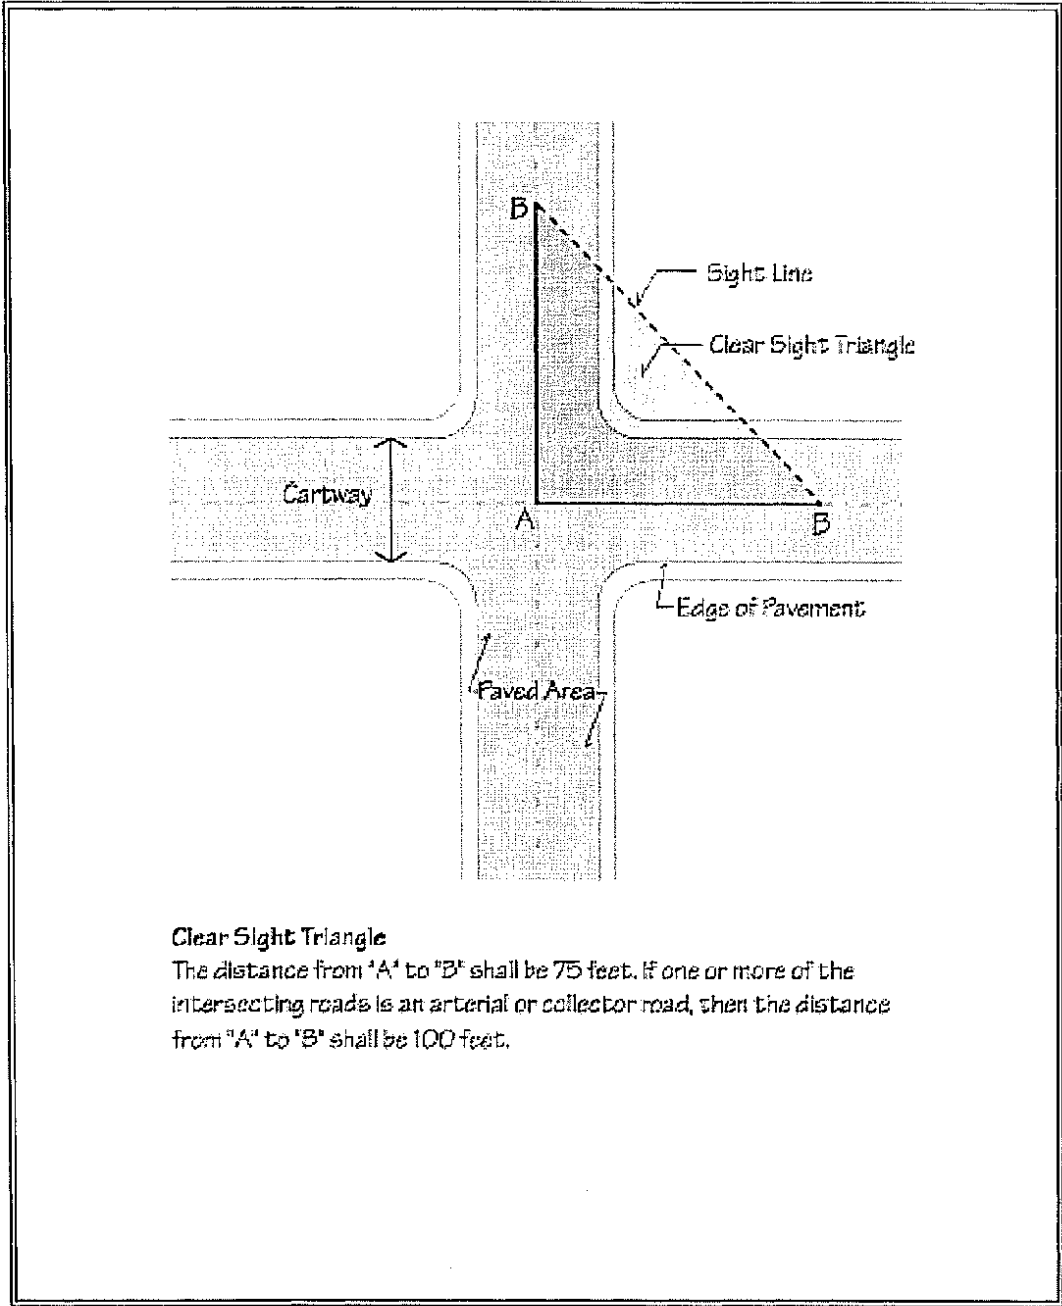 B
Sight Line
Clear Sight Triangle
Cartway
A
B
Edge of Pavement
Paved Area
Clear Sight Triangle
The distance from "A" to "B" shall be 75 feet. If one or more of the
intersecting roads is an arterial or collector road, then the distance
from "A" to "B" shall be 100 feet.